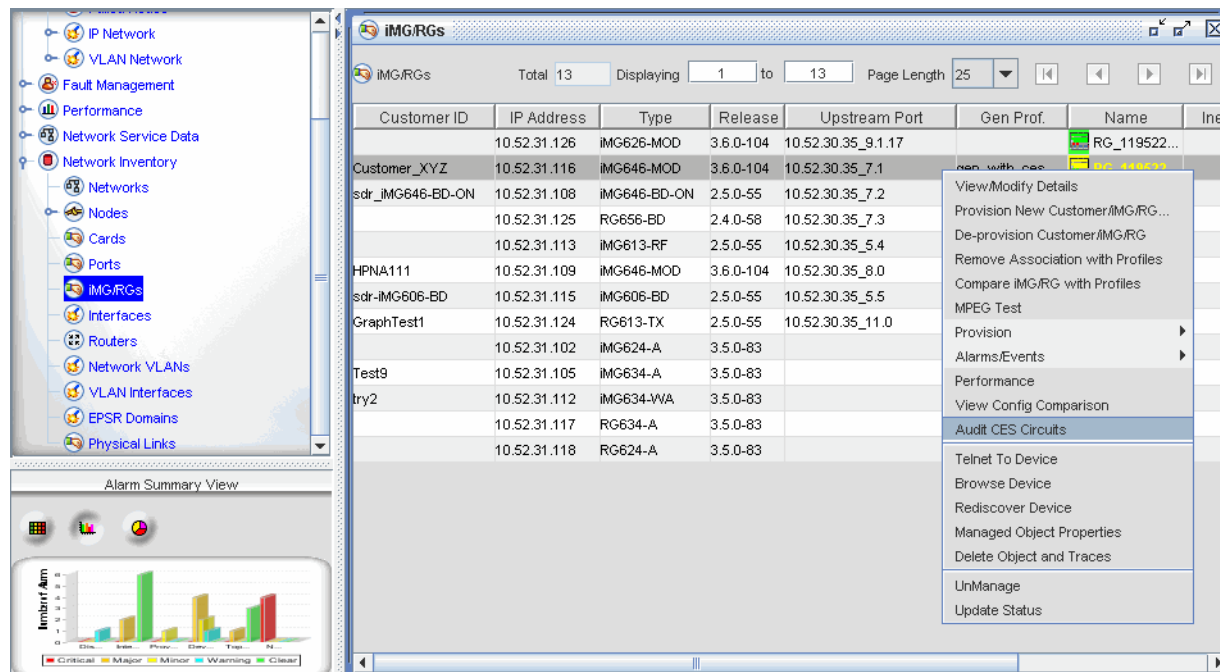 IP Network
VLAN Network
Fault Management
Performance
Network Service Data
Network Inventory
Networks
Nodes
Cards
Ports
iMG/RGs
Interfaces
Routers
Network VLANs
VLAN Interfaces
EPSR Domains
Physical Links
Alarm Summary View
6
5
4
3
2
1
0
Dis... Inte... Prov... Dev... Top... N...
Critical Major Minor Warning Clear
iMG/RGs
iMG/RGs Total 13 Displaying 1 to 13 Page Length 25
Customer ID IP Address Type Release Upstream Port Gen Prof. Name Ine
10.52.31.126 iMG626-MOD 3.6.0-104 10.52.30.35_9.1.17 RG_119522...
Customer_XYZ 10.52.31.116 iMG646-MOD 3.6.0-104 10.52.30.35_7.1 gen_with_ces RG_119522...
sdr_iMG646-BD-ON 10.52.31.108 iMG646-BD-ON 2.5.0-55 10.52.30.35_7.2
10.52.31.125 RG656-BD 2.4.0-58 10.52.30.35_7.3
10.52.31.113 iMG613-RF 2.5.0-55 10.52.30.35_5.4
HPNA111 10.52.31.109 iMG646-MOD 3.6.0-104 10.52.30.35_8.0
sdr-iMG606-BD 10.52.31.115 iMG606-BD 2.5.0-55 10.52.30.35_5.5
GraphTest1 10.52.31.124 RG613-TX 2.5.0-55 10.52.30.35_11.0
10.52.31.102 iMG624-A 3.5.0-83
Test9 10.52.31.105 iMG634-A 3.5.0-83
try2 10.52.31.112 iMG634-WA 3.5.0-83
10.52.31.117 RG634-A 3.5.0-83
10.52.31.118 RG624-A 3.5.0-83
View/Modify Details
Provision New Customer/iMG/RG...
De-provision Customer/iMG/RG
Remove Association with Profiles
Compare iMG/RG with Profiles
MPEG Test
Provision
Alarms/Events
Performance
View Config Comparison
Audit CES Circuits
Telnet To Device
Browse Device
Rediscover Device
Managed Object Properties
Delete Object and Traces
UnManage
Update Status